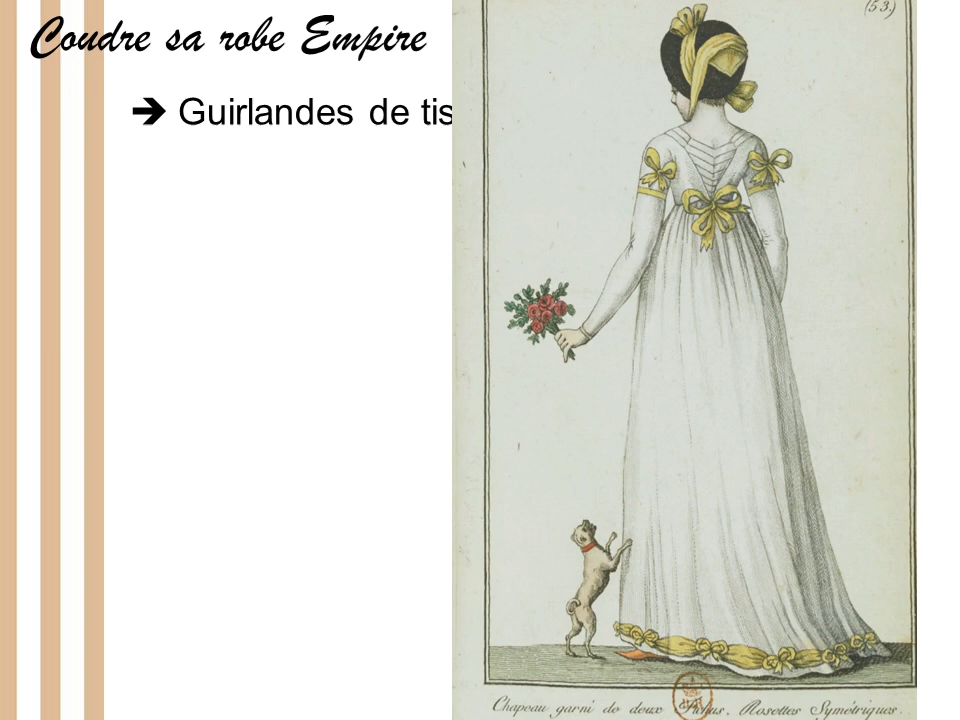 Coudre sa robe Empire
➔ Guirlandes de tis
(53.)
Chapeau garni de deux Fichus. Rosettes Symétriques.